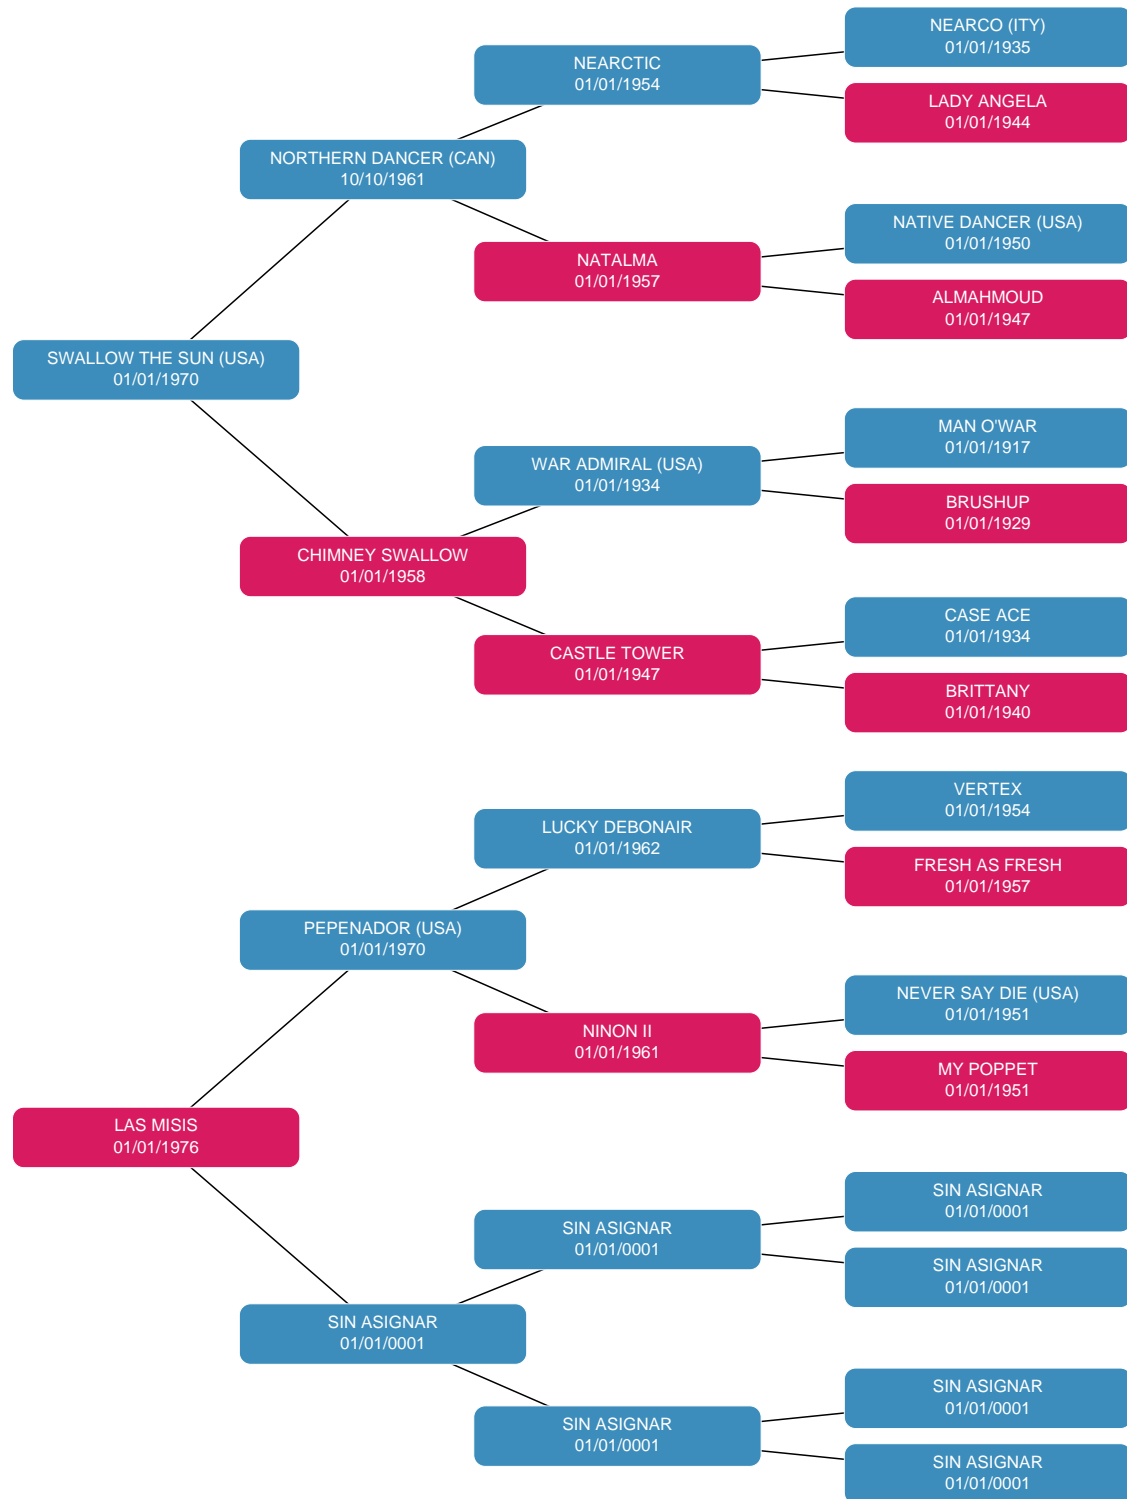 NEARCO (ITY)
01/01/1935
NEARCTIC
01/01/1954
LADY ANGELA
01/01/1944
NORTHERN DANCER (CAN)
10/10/1961
NATIVE DANCER (USA)
01/01/1950
NATALMA
01/01/1957
ALMAHMOUD
01/01/1947
SWALLOW THE SUN (USA)
01/01/1970
MAN O'WAR
01/01/1917
WAR ADMIRAL (USA)
01/01/1934
BRUSHUP
01/01/1929
CHIMNEY SWALLOW
01/01/1958
CASE ACE
01/01/1934
CASTLE TOWER
01/01/1947
BRITTANY
01/01/1940
VERTEX
01/01/1954
LUCKY DEBONAIR
01/01/1962
FRESH AS FRESH
01/01/1957
PEPENADOR (USA)
01/01/1970
NEVER SAY DIE (USA)
01/01/1951
NINON II
01/01/1961
MY POPPET
01/01/1951
LAS MISIS
01/01/1976
SIN ASIGNAR
01/01/0001
SIN ASIGNAR
01/01/0001
SIN ASIGNAR
01/01/0001
SIN ASIGNAR
01/01/0001
SIN ASIGNAR
01/01/0001
SIN ASIGNAR
01/01/0001
SIN ASIGNAR
01/01/0001